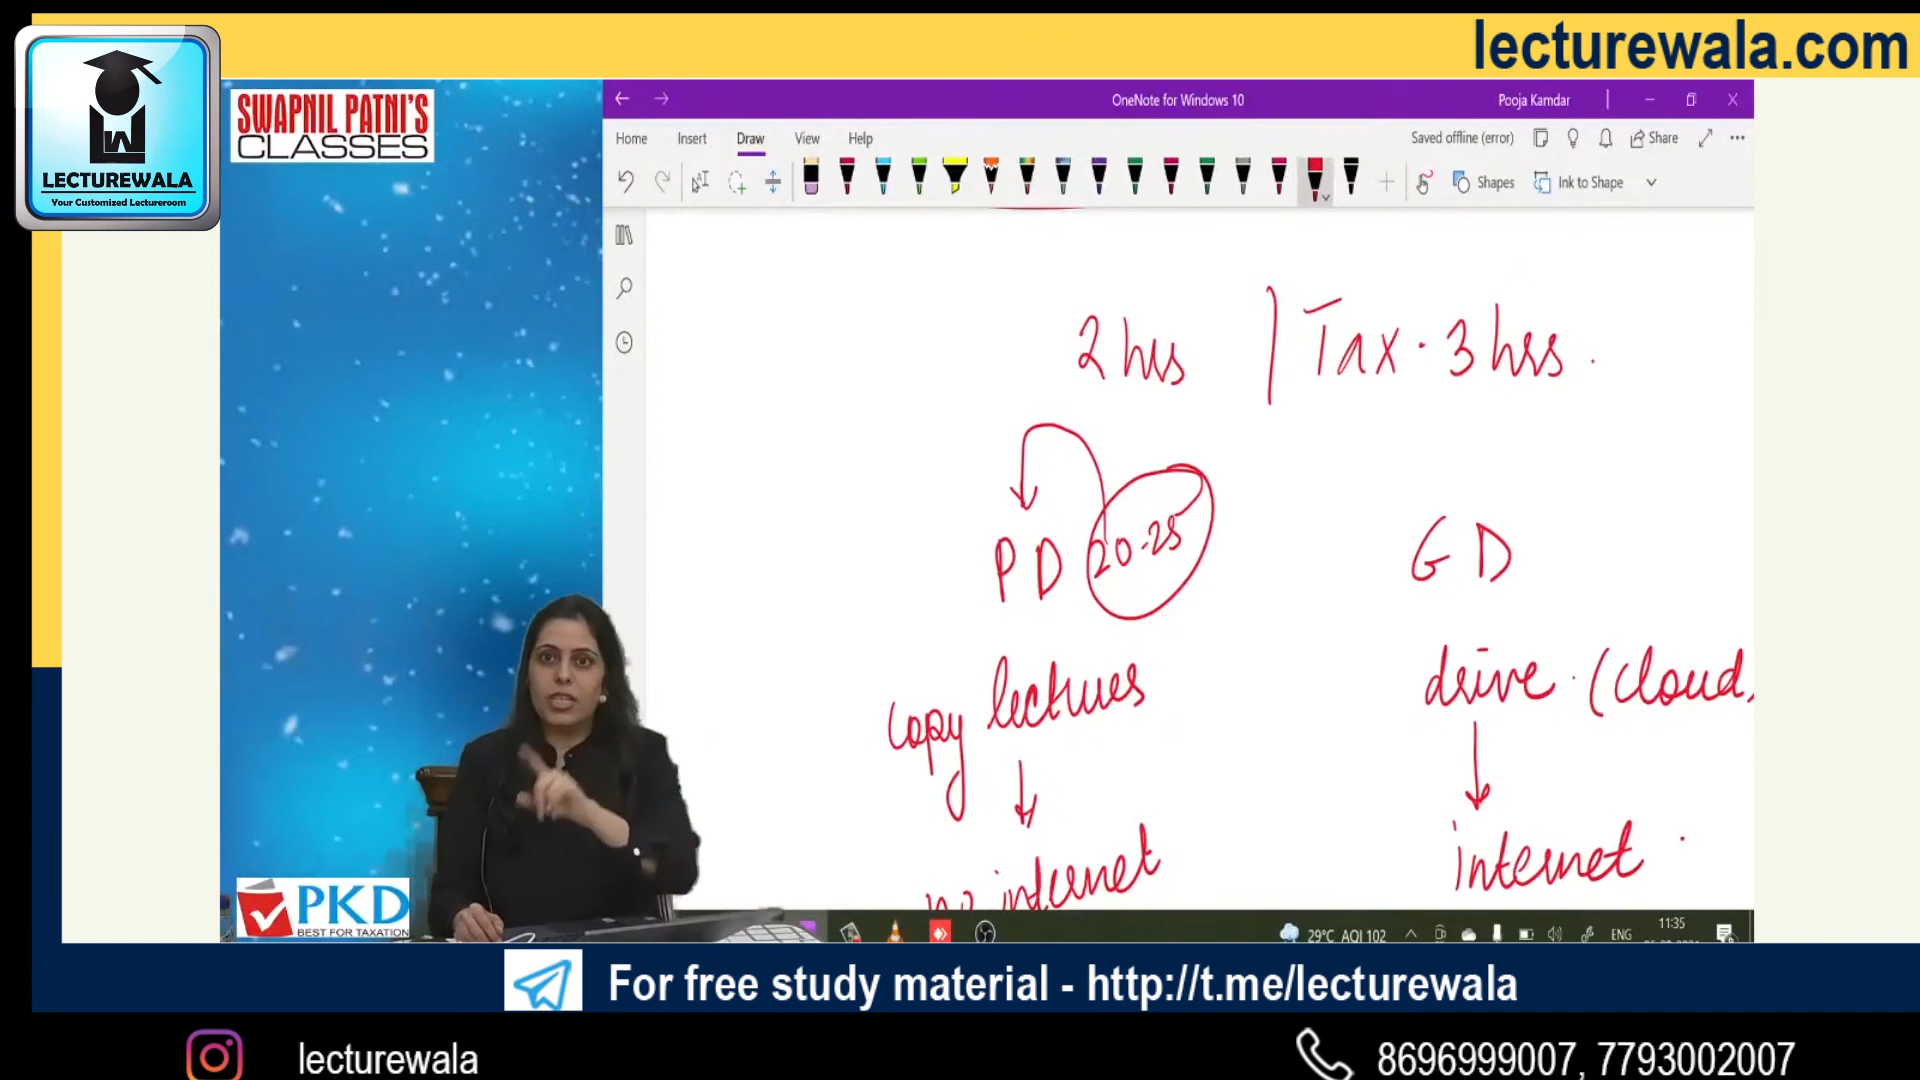 lecturewala.com
SWAPNIL PATNI'S
CLASSES
LW
LECTUREWALA
Your Customized Lectureroom
OneNote for Windows 10
Pooja Kamdar
Home Insert Draw View Help
Saved offline (error)
Share
Shapes
Ink to Shape
2 hrs | Tax. 3 hrs.
PD 20-25
GD
copy lectures
drive. (cloud
no internet
internet
PKD
BEST FOR TAXATION
29°C AQI 102
ENG
11:35
For free study material - http://t.me/lecturewala
lecturewala
8696999007, 7793002007